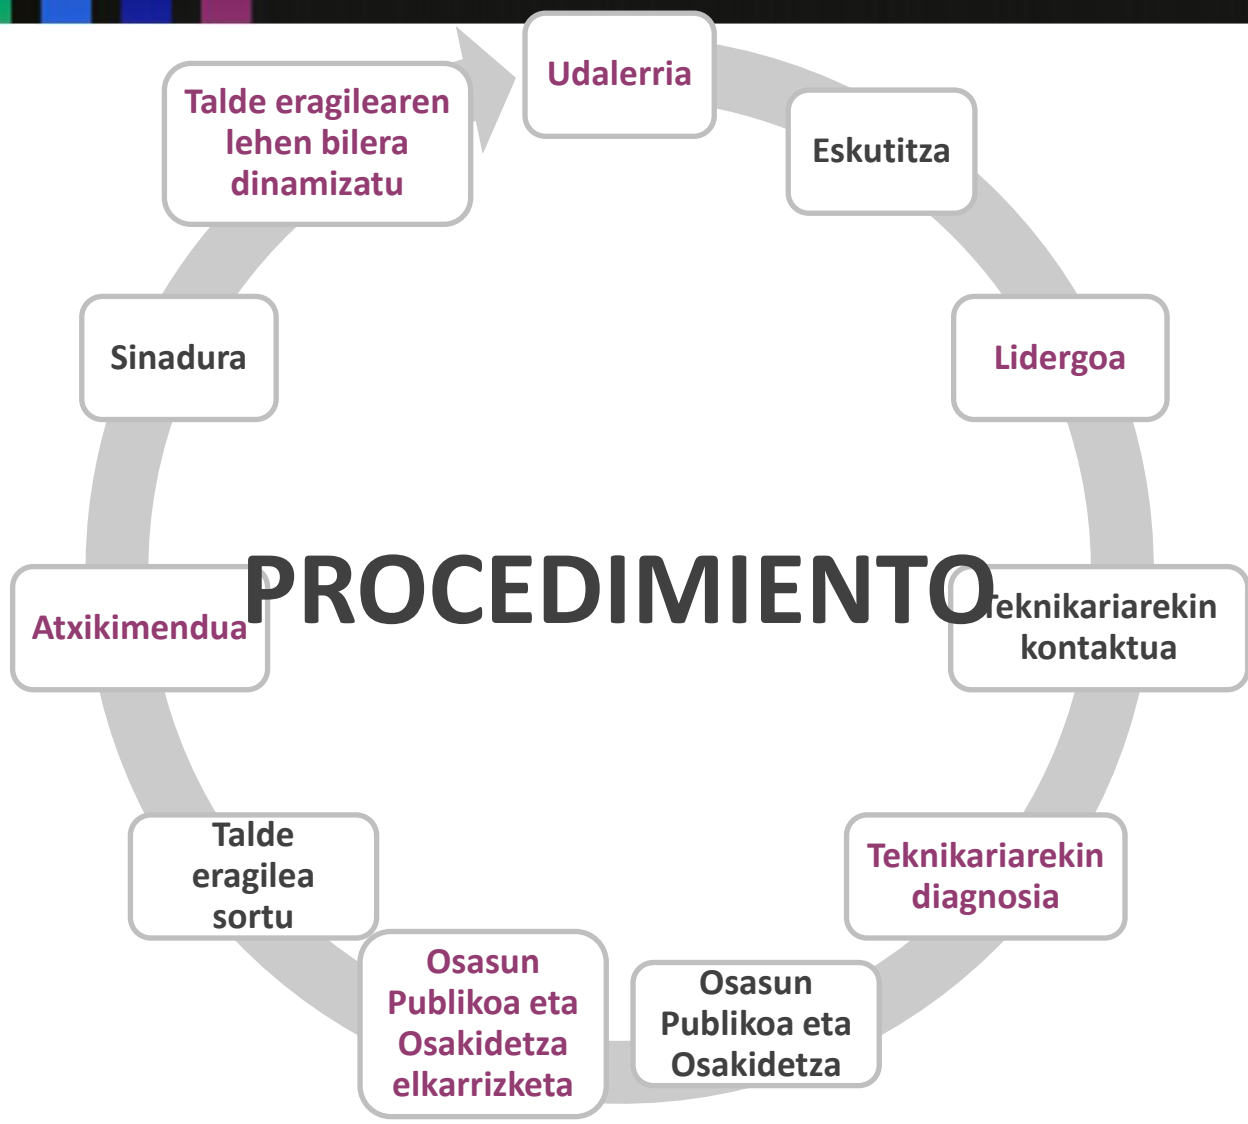 Udalerria
Eskutitza
Lidergoa
Teknikariarekin
kontaktua
Teknikariarekin
diagnosia
Osasun
Publikoa eta
Osakidetza
Osasun
Publikoa eta
Osakidetza
elkarrizketa
Talde
eragilea
sortu
Atxikimendua
Sinadura
Talde eragilearen
lehen bilera
dinamizatu
PROCEDIMIENTO